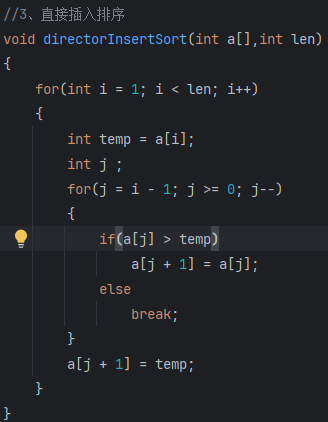 //3、直接插入排序
void directorInsertSort(int a[],int len)
{
    for(int i = 1; i < len; i++)
    {
        int temp = a[i];
        int j ;
        for(j = i - 1; j >= 0; j--)
        {
            if(a[j] > temp)
                a[j + 1] = a[j];
            else
                break;
        }
        a[j + 1] = temp;
    }
}